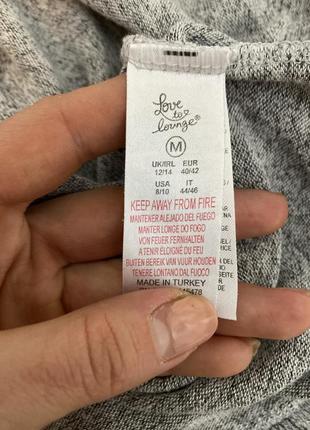 Love
to
lounge®
M
UK/IRL EUR
12/14 40/42
USA IT
8/10 44/46
KEEP AWAY FROM FIRE
MANTENER ALEJADO DEL FUEGO
MANTER LONGE DO FOGO
VON FEUER FERNHALTEN
A TENIR ÉLOIGNÉ DU FEU
BUITEN BEREIK VAN VUUR HOUDEN
TENERE LONTANO DAL FUOCO
MADE IN TURKEY